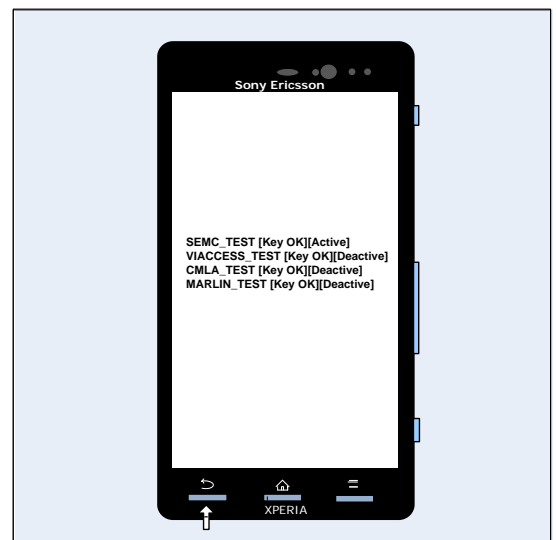 Sony Ericsson
SEMC_TEST [Key OK][Active]
VIACCESS_TEST [Key OK][Deactive]
CMLA_TEST [Key OK][Deactive]
MARLIN_TEST [Key OK][Deactive]
XPERIA